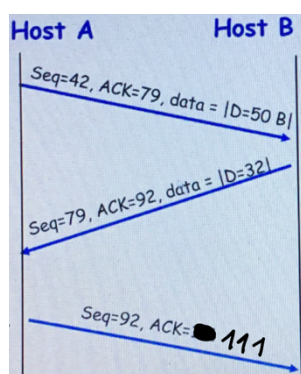 Host A Host B
Seq=42, ACK=79, data = |D=50 B|
Seq=79, ACK=92, data = |D=32|
Seq=92, ACK= 111